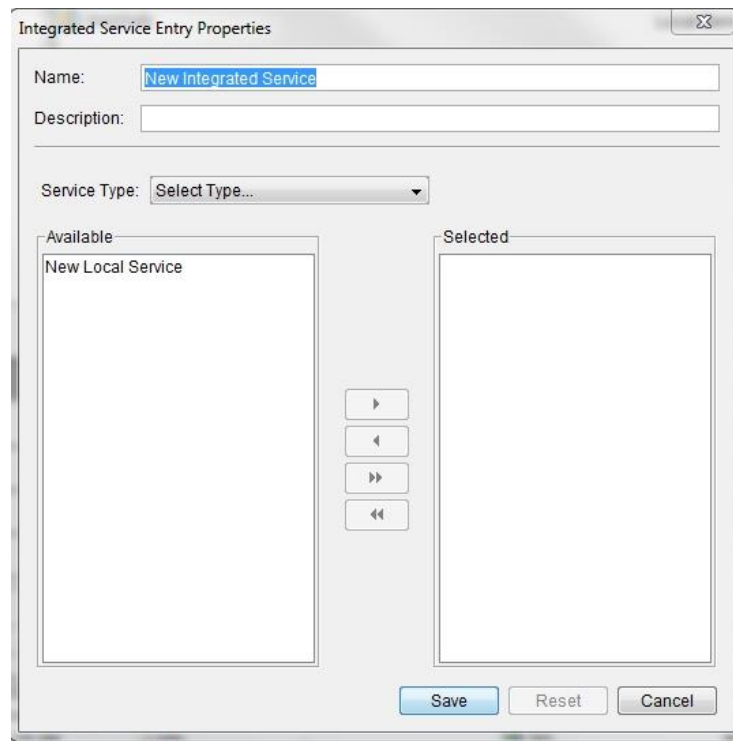 Integrated Service Entry Properties
Name: New Integrated Service
Description:
Service Type: Select Type...
Available Selected
New Local Service
Save Reset Cancel